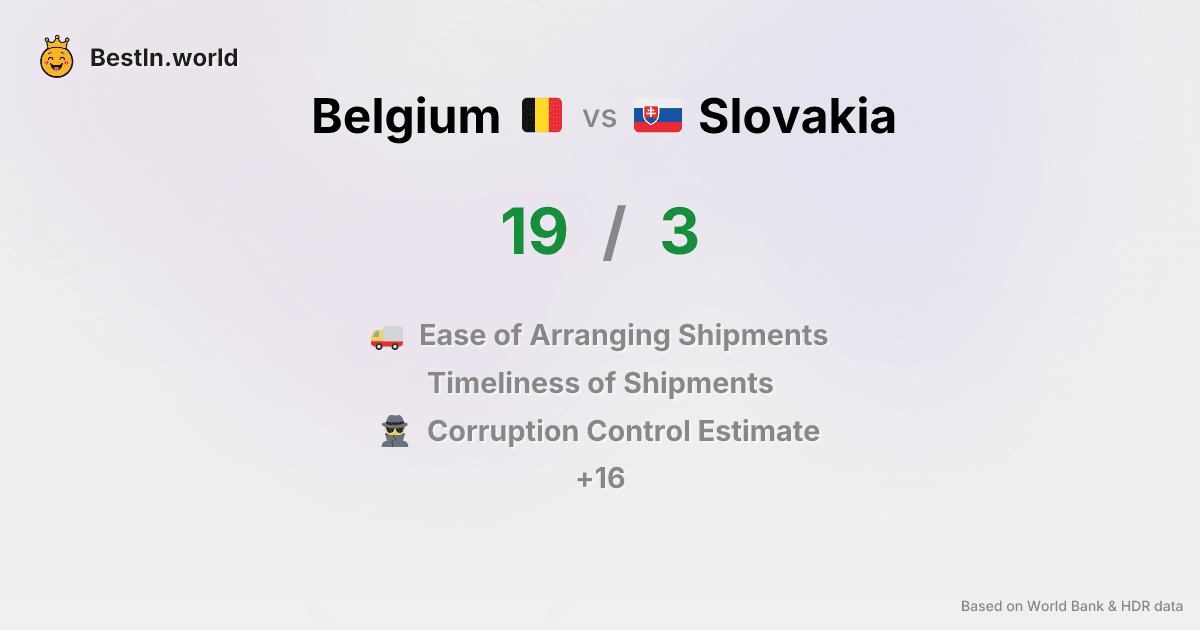 BestIn.world
Belgium vs Slovakia
19 / 3
Ease of Arranging Shipments
Timeliness of Shipments
Corruption Control Estimate
+16
Based on World Bank & HDR data